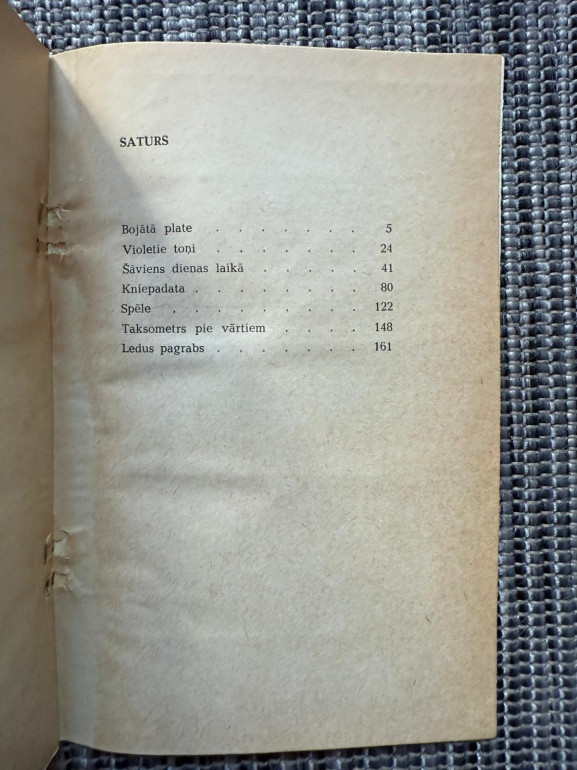 SATURS
Bojātā plate . . . . . . . 5
Violetie toņi . . . . . . . 24
Šāviens dienas laikā . . . . . 41
Kniepadata . . . . . . . . 80
Spēle . . . . . . . . 122
Taksometrs pie vārtiem . . . . 148
Ledus pagrabs . . . . . . . 161